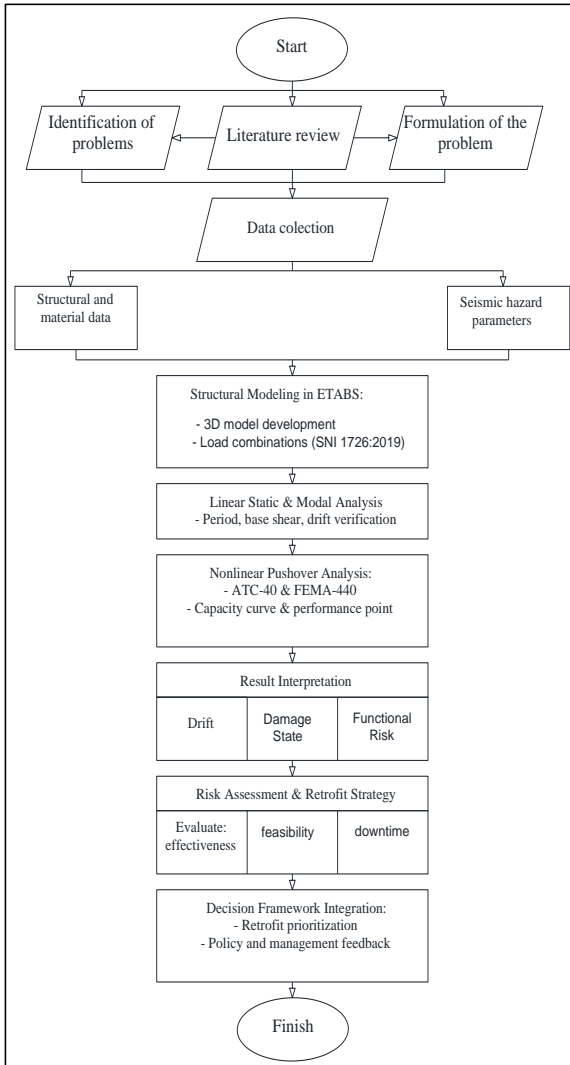 Start
Identification of
problems
Literature review
Formulation of the
problem
Data colection
Structural and
material data
Seismic hazard
parameters
Structural Modeling in ETABS:
- 3D model development
- Load combinations (SNI 1726:2019)
Linear Static & Modal Analysis
- Period, base shear, drift verification
Nonlinear Pushover Analysis:
- ATC-40 & FEMA-440
- Capacity curve & performance point
Result Interpretation
Drift
Damage
State
Functional
Risk
Risk Assessment & Retrofit Strategy
Evaluate:
effectiveness
feasibility
downtime
Decision Framework Integration:
- Retrofit prioritization
- Policy and management feedback
Finish